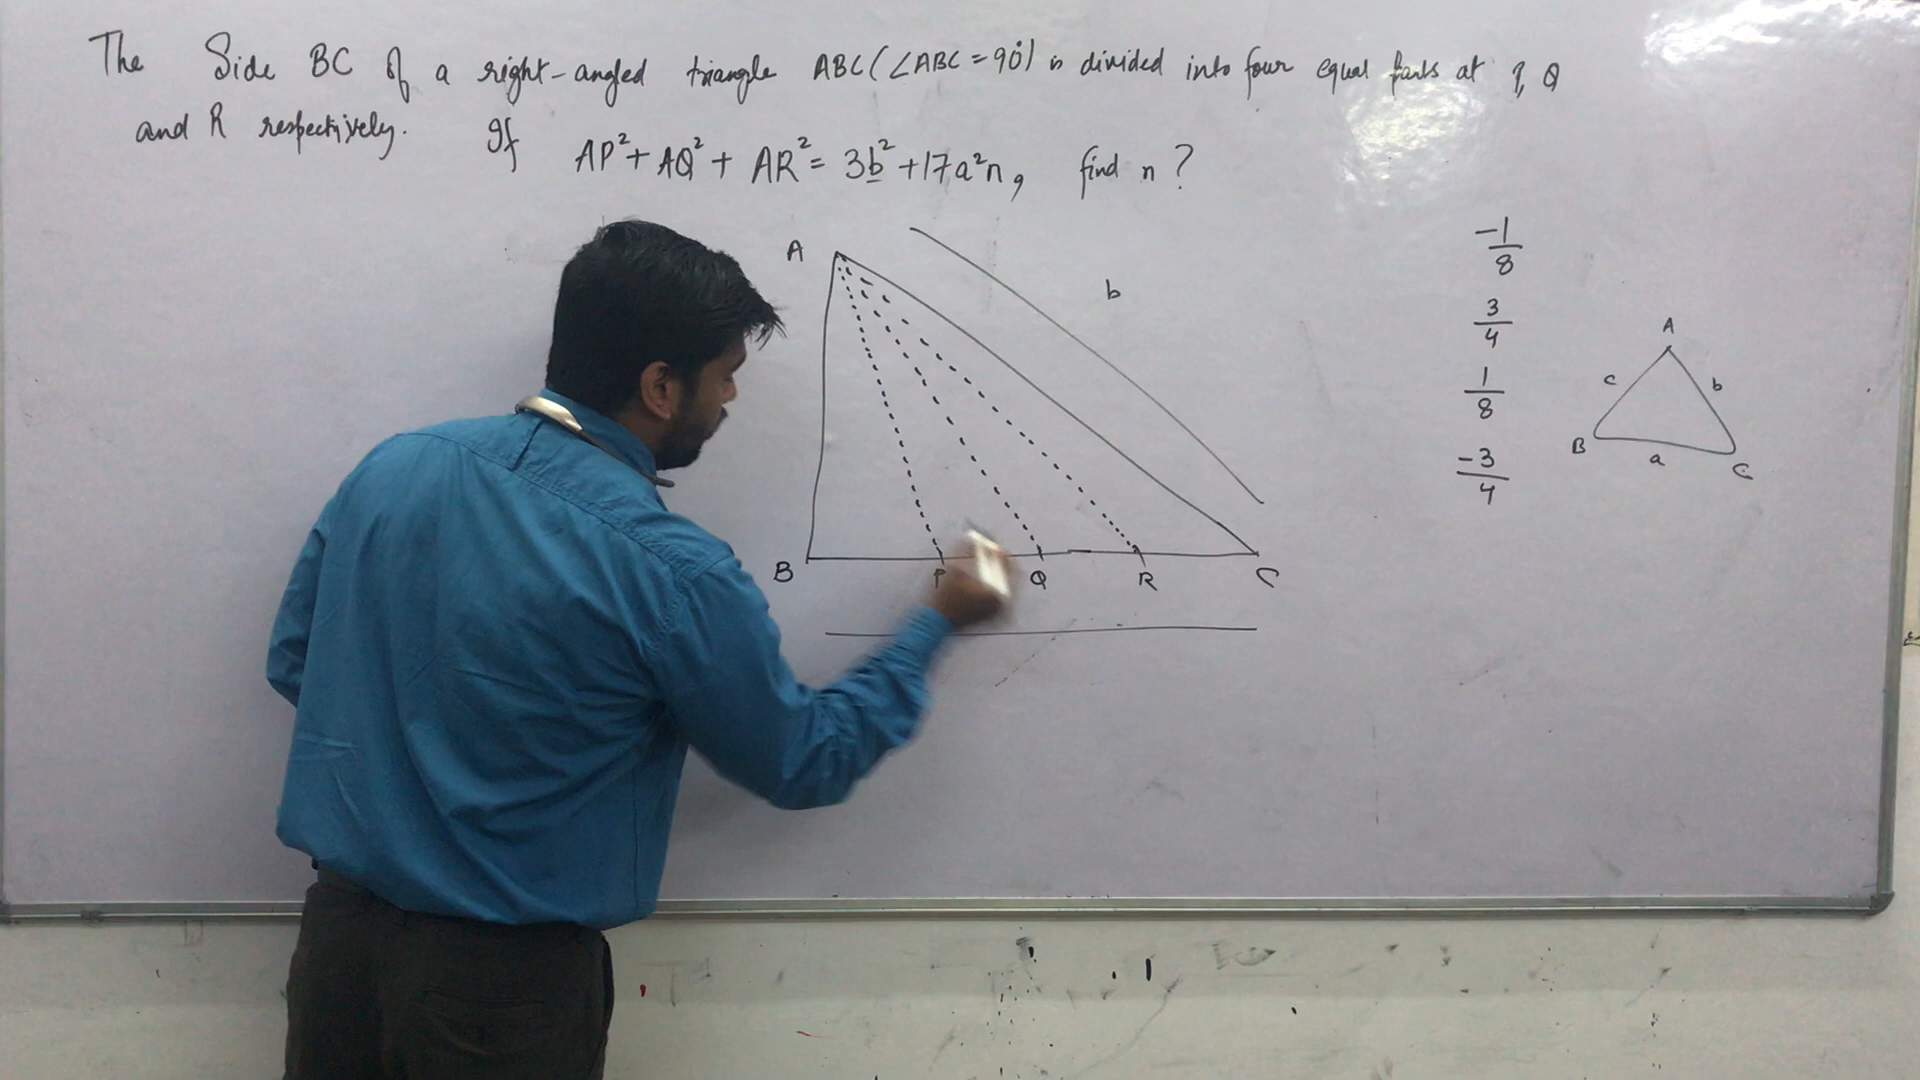 The Side BC of a right-angled triangle ABC (∠ABC = 90°) is divided into four equal parts at P, Q
and R respectively. If AP² + AQ² + AR² = 3b² + 17a²n, find n ?
A
b
B
P
Q
R
C
-1/8
3/4
1/8
-3/4
A
c
b
B
a
C